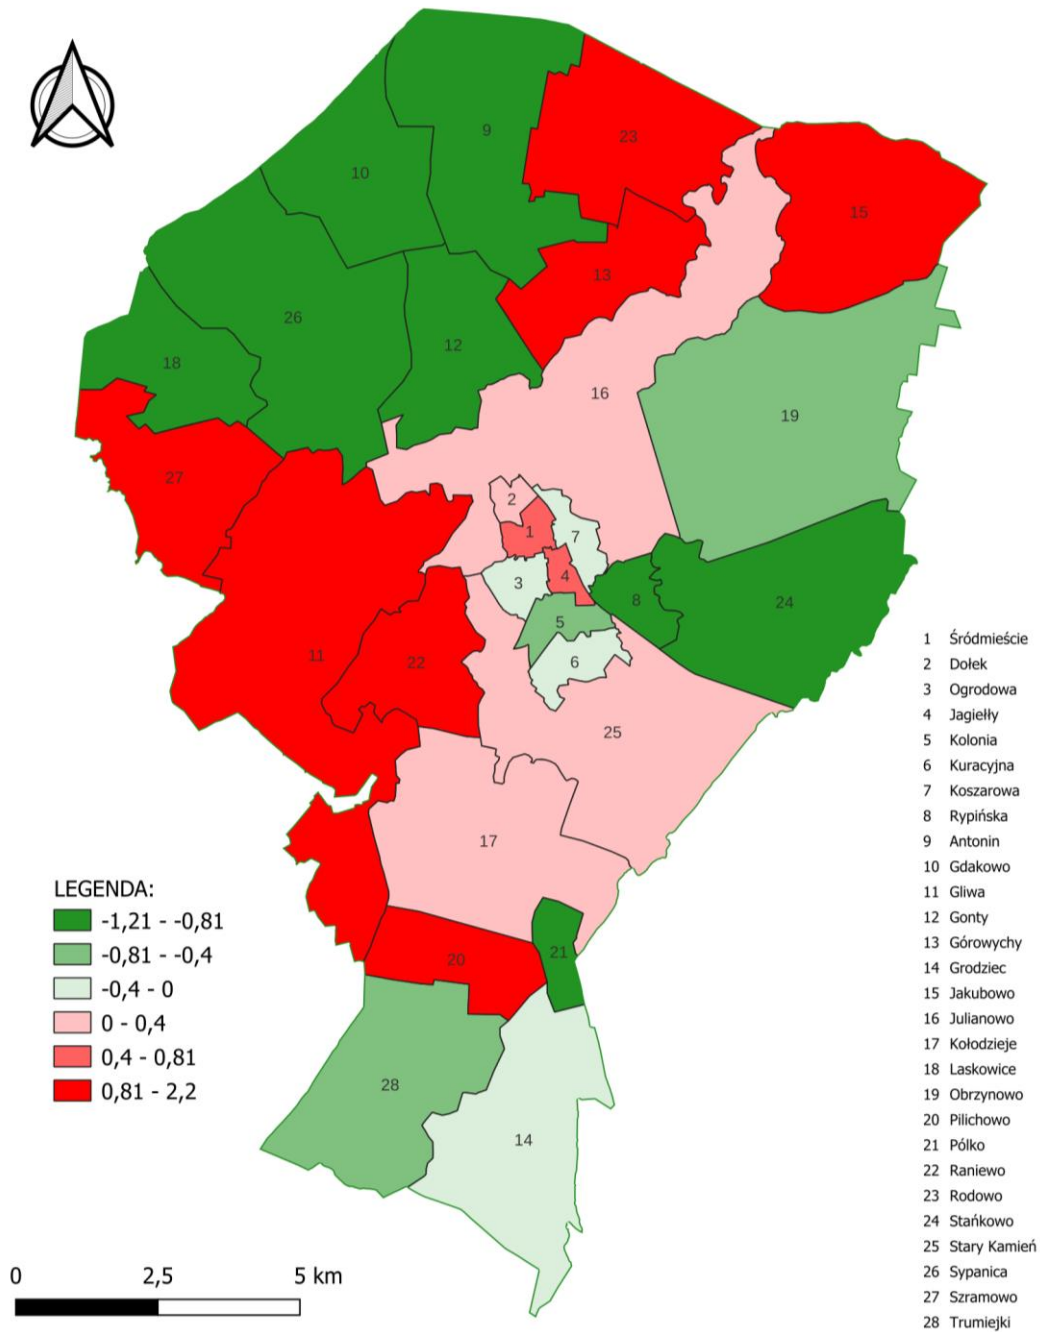 9
23
10
15
13
26
12
18
16
19
27
2
1
7
3
4
8
24
5
11
22
6
25
17
21
20
28
14
LEGENDA:
-1,21 - -0,81
-0,81 - -0,4
-0,4 - 0
0 - 0,4
0,4 - 0,81
0,81 - 2,2
0 2,5 5 km
1 Śródmieście
2 Dołek
3 Ogrodowa
4 Jagiełły
5 Kolonia
6 Kuracyjna
7 Koszarowa
8 Rypińska
9 Antonin
10 Gdakowo
11 Gliwa
12 Gonty
13 Górowychy
14 Grodziec
15 Jakubowo
16 Julianowo
17 Kołodzieje
18 Laskowice
19 Obrzynowo
20 Pilichowo
21 Pólko
22 Raniewo
23 Rodowo
24 Stańkowo
25 Stary Kamień
26 Sypanica
27 Szramowo
28 Trumiejki